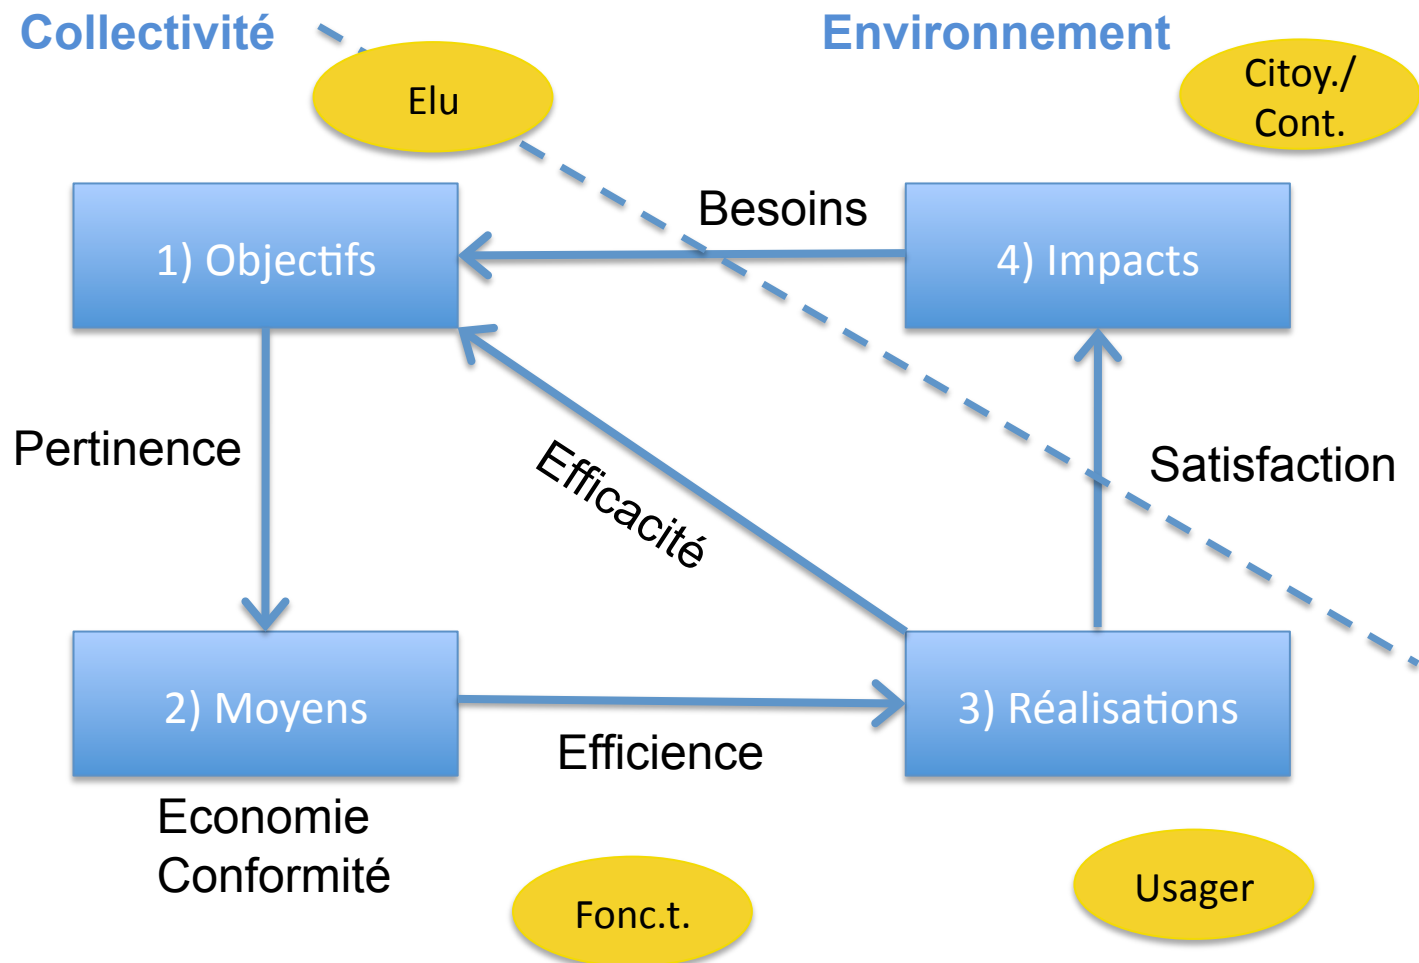 Collectivité
Environnement
Elu
Citoy./
Cont.
Besoins
1) Objectifs
4) Impacts
Pertinence
Efficacité
Satisfaction
2) Moyens
3) Réalisations
Efficience
Economie
Conformité
Fonc.t.
Usager